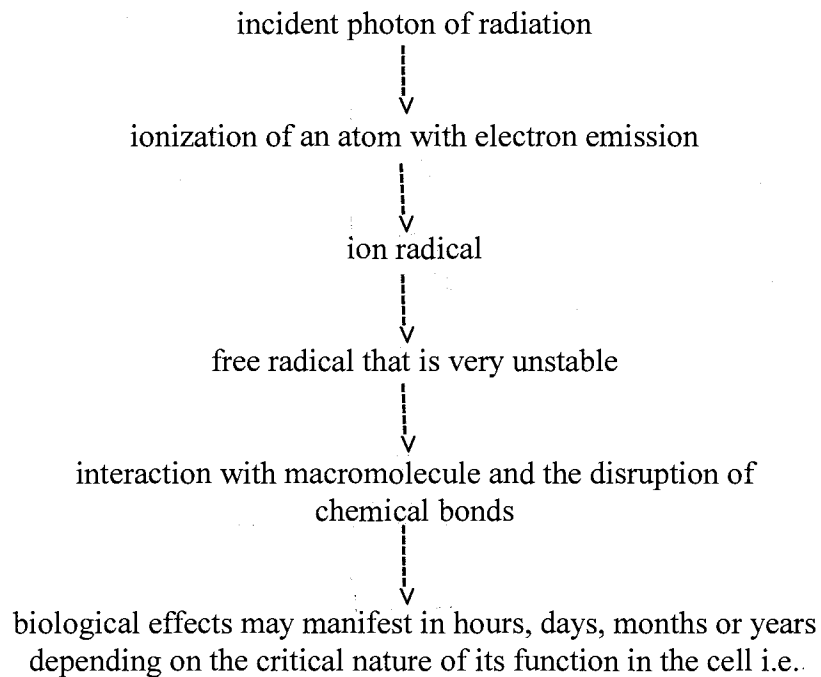 incident photon of radiation
ionization of an atom with electron emission
ion radical
free radical that is very unstable
interaction with macromolecule and the disruption of
chemical bonds
biological effects may manifest in hours, days, months or years
depending on the critical nature of its function in the cell i.e.